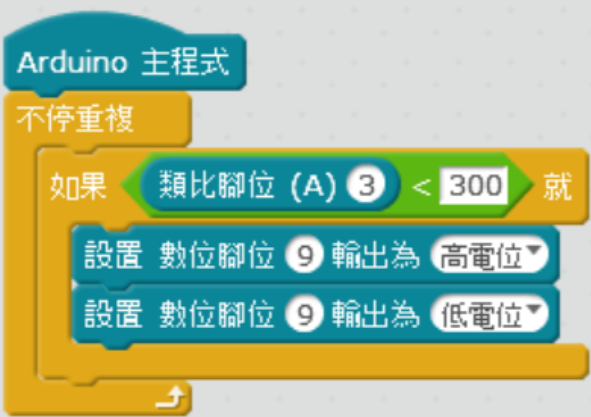 Arduino 主程式
不停重複
如果 類比腳位 (A) 3 < 300 就
設置 數位腳位 9 輸出為 高電位
設置 數位腳位 9 輸出為 低電位